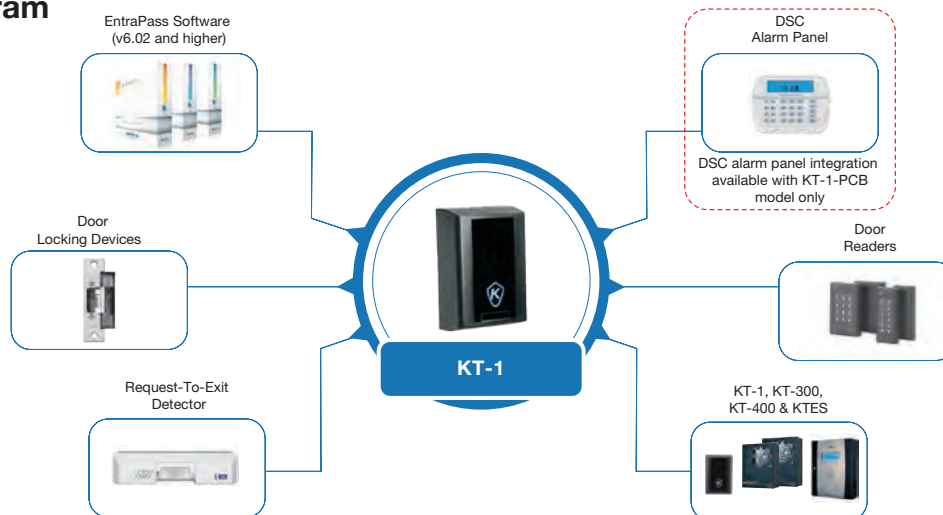 ram
EntraPass Software
(v6.02 and higher)
DSC
Alarm Panel
DSC alarm panel integration
available with KT-1-PCB
model only
Door
Locking Devices
Door
Readers
K
KT-1
Request-To-Exit
Detector
KT-1, KT-300,
KT-400 & KTES